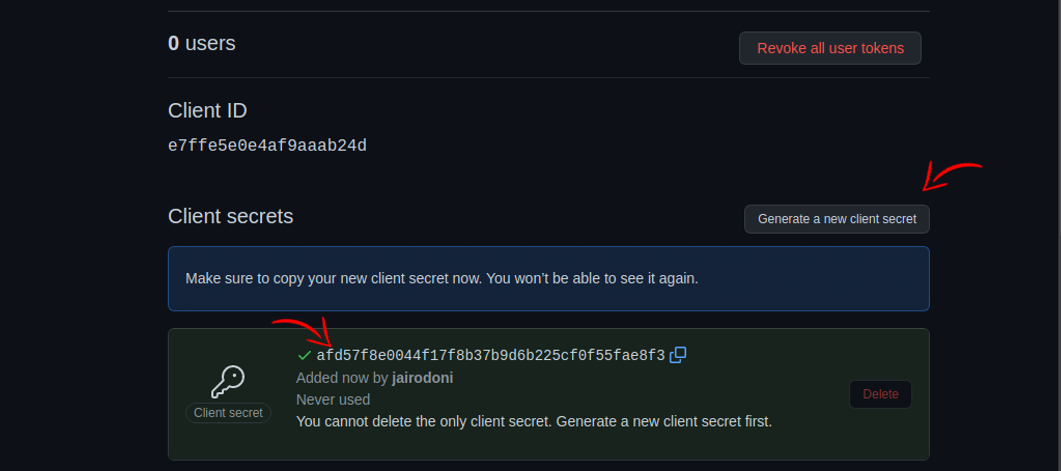 0 users
Revoke all user tokens
Client ID
e7ffe5e0e4af9aaab24d
Client secrets
Generate a new client secret
Make sure to copy your new client secret now. You won't be able to see it again.
afd57f8e0044f17f8b37b9d6b225cf0f55fae8f3
Added now by jairodoni
Never used
You cannot delete the only client secret. Generate a new client secret first.
Client secret
Delete